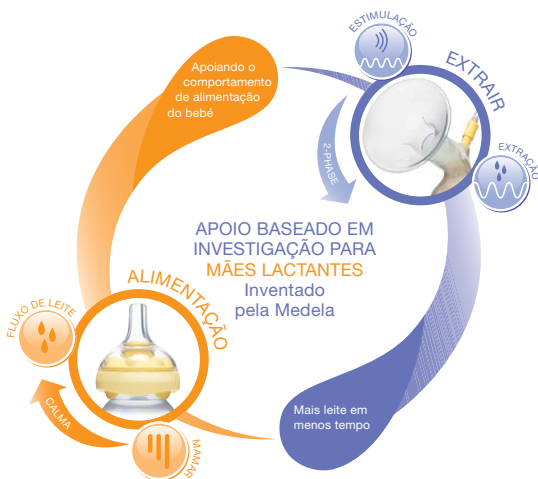 ESTIMULAÇÃO
EXTRAIR
EXTRAÇÃO
2-PHASE
Apoiando o
comportamento
de alimentação
do bebé
APOIO BASEADO EM
INVESTIGAÇÃO PARA
MÃES LACTANTES
Inventado
pela Medela
ALIMENTAÇÃO
FLUXO DE LEITE
CALMA
MAMAR
Mais leite em
menos tempo